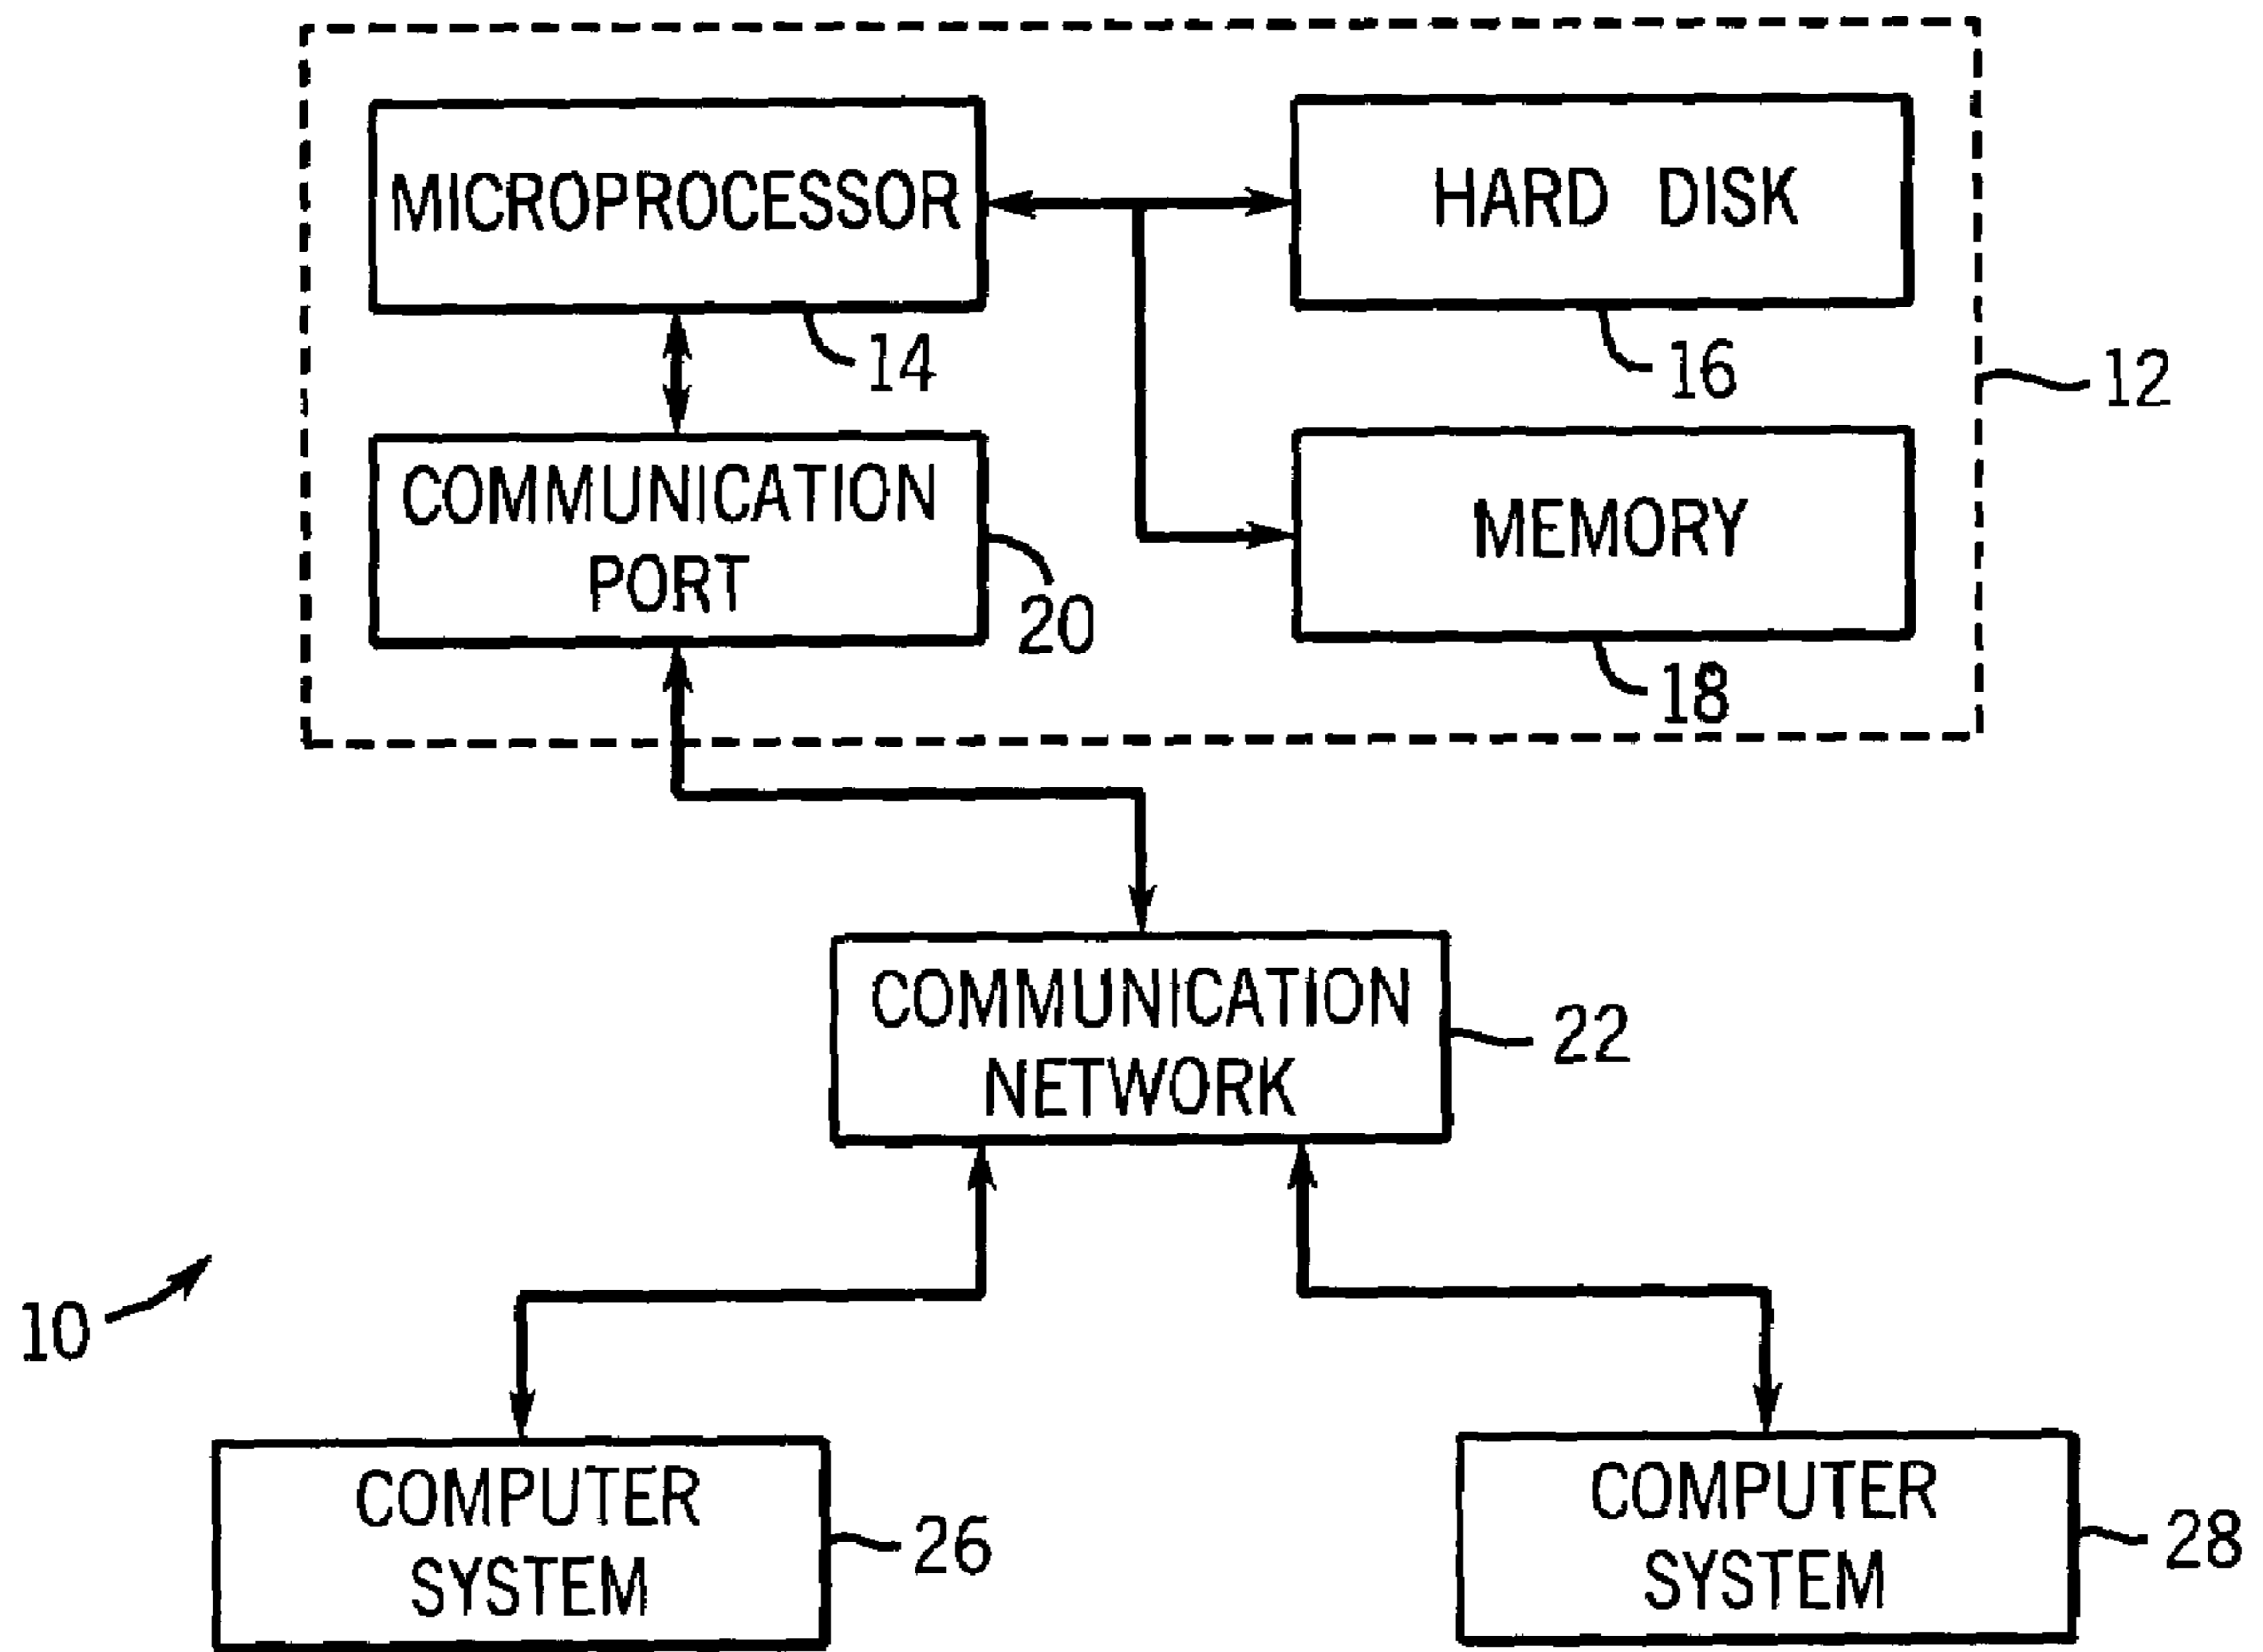 MICROPROCESSOR
HARD DISK
14
16
12
COMMUNICATION
PORT
20
MEMORY
18
COMMUNICATION
NETWORK
22
10
COMPUTER
SYSTEM
26
COMPUTER
SYSTEM
28